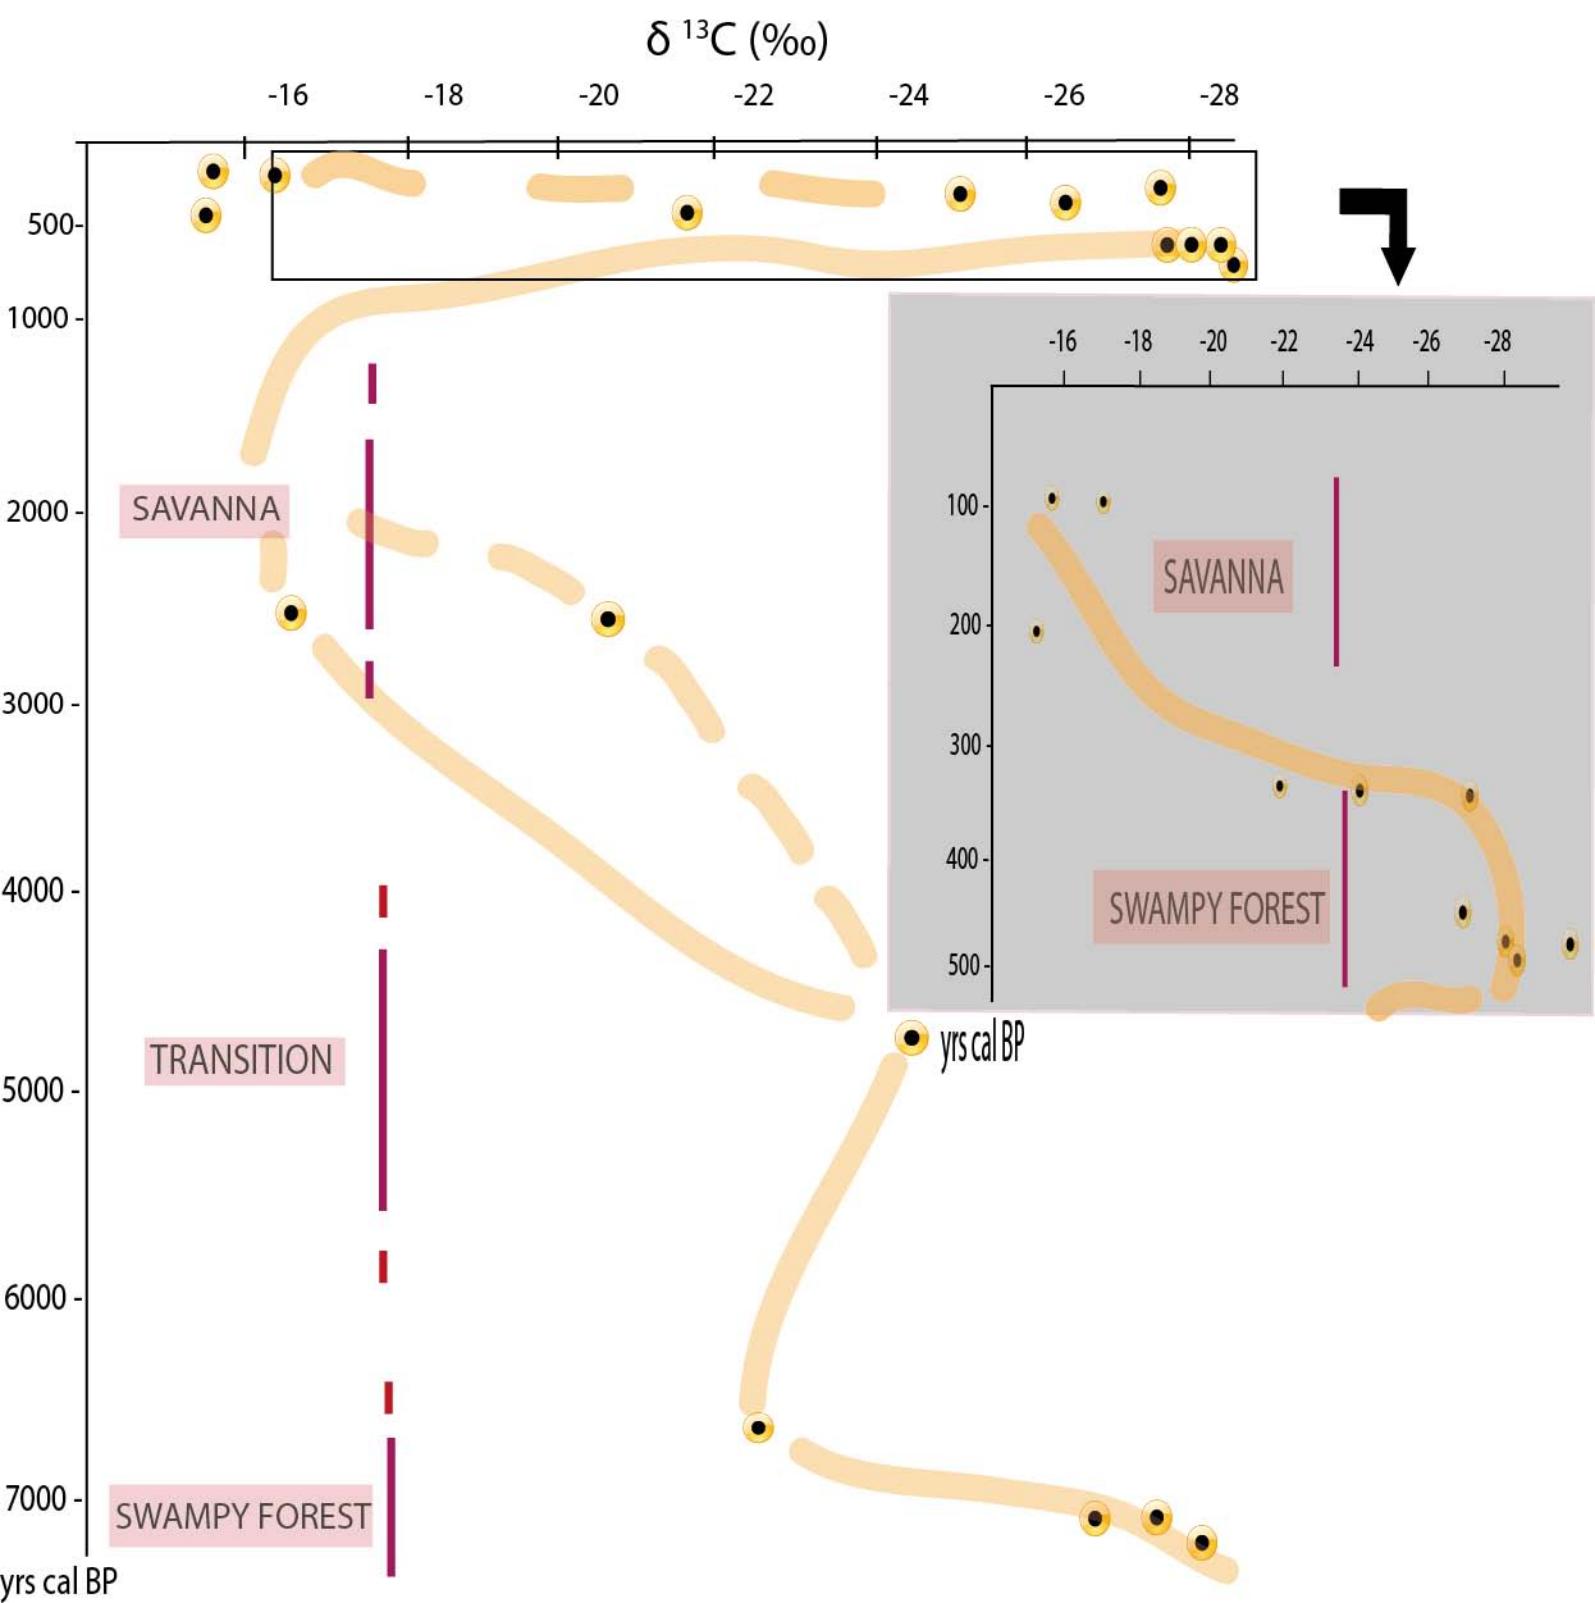 δ ¹³C (‰)
-16 -18 -20 -22 -24 -26 -28
500-
1000 -
2000 -
3000 -
4000 -
5000 -
6000 -
7000 -
yrs cal BP
SAVANNA
TRANSITION
SWAMPY FOREST
-16 -18 -20 -22 -24 -26 -28
100 -
200 -
300 -
400 -
500 -
SAVANNA
SWAMPY FOREST
yrs cal BP